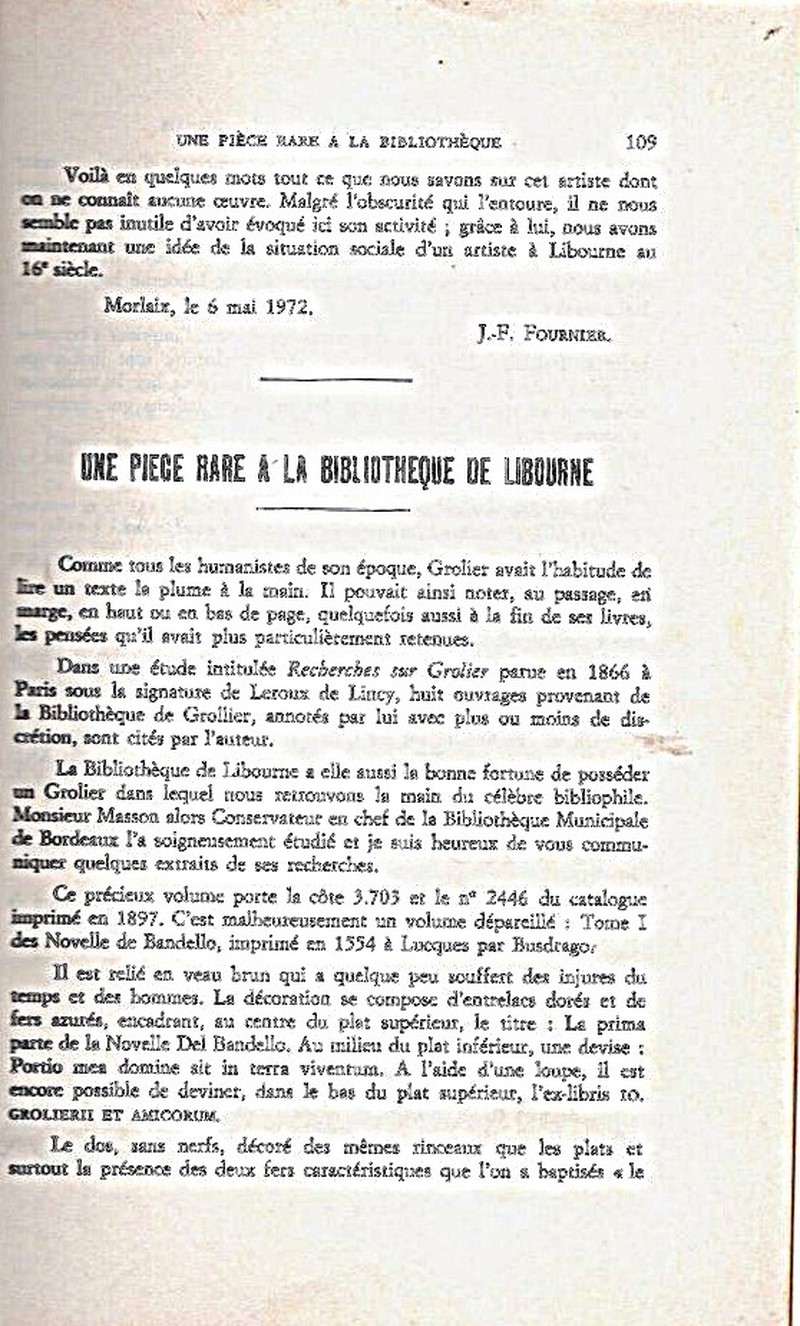 UNE PIÈCE RARE A LA BIBLIOTHÈQUE 109
Voilà en quelques mots tout ce que nous savons sur cet artiste dont
on ne connaît aucune œuvre. Malgré l'obscurité qui l'entoure, il ne nous
semble pas inutile d'avoir évoqué ici son activité ; grâce à lui, nous avons
maintenant une idée de la situation sociale d'un artiste à Libourne au
16e siècle.
Morlaix, le 6 mai 1972.
J.-F. FOURNIER.
UNE PIECE RARE A LA BIBLIOTHEQUE DE LIBOURNE
Comme tous les humanistes de son époque, Grolier avait l'habitude de
lire un texte la plume à la main. Il pouvait ainsi noter, au passage, en
marge, en haut ou en bas de page, quelquefois aussi à la fin de ses livres,
les pensées qu'il avait plus particulièrement retenues.
Dans une étude intitulée Recherches sur Grolier parue en 1866 à
Paris sous la signature de Leroux de Lincy, huit ouvrages provenant de
la Bibliothèque de Grollier, annotés par lui avec plus ou moins de dis-
crétion, sont cités par l'auteur.
La Bibliothèque de Libourne a elle aussi la bonne fortune de posséder
un Grolier dans lequel nous retrouvons la main du célèbre bibliophile.
Monsieur Masson alors Conservateur en chef de la Bibliothèque Municipale
de Bordeaux l'a soigneusement étudié et je suis heureux de vous commu-
niquer quelques extraits de ses recherches.
Ce précieux volume porte la côte 3.703 et le n° 2446 du catalogue
imprimé en 1897. C'est malheureusement un volume dépareillé : Tome I
des Novelle de Bandello, imprimé en 1554 à Lucques par Busdrago.
Il est relié en veau brun qui a quelque peu souffert des injures du
temps et des hommes. La décoration se compose d'entrelacs dorés et de
fers azurés, encadrant, au centre du plat supérieur, le titre : La prima
parte de la Novelle Del Bandello. Au milieu du plat inférieur, une devise :
Portio mea domine sit in terra viventum. A l'aide d'une loupe, il est
encore possible de deviner, dans le bas du plat supérieur, l'ex-libris IO.
GROLIERII ET AMICORUM.
Le dos, sans nerfs, décoré des mêmes rinceaux que les plats et
surtout la présence des deux fers caractéristiques que l'on a baptisés « le